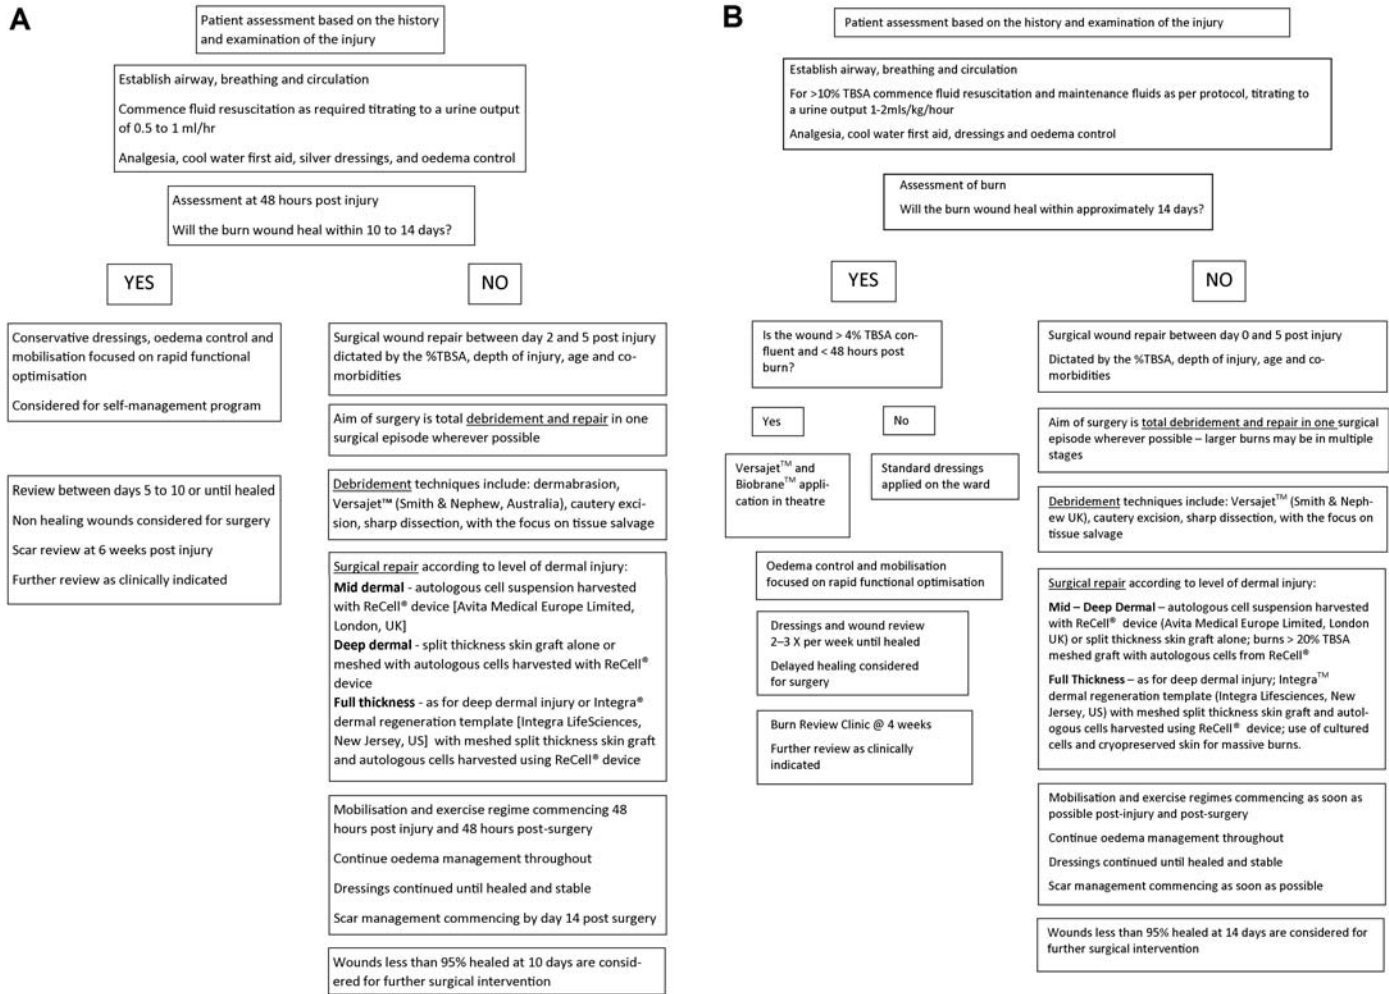 A
Patient assessment based on the history
and examination of the injury
Establish airway, breathing and circulation
Commence fluid resuscitation as required titrating to a urine output
of 0.5 to 1 ml/hr
Analgesia, cool water first aid, silver dressings, and oedema control
Assessment at 48 hours post injury
Will the burn wound heal within 10 to 14 days?
YES
Conservative dressings, oedema control and
mobilisation focused on rapid functional
optimisation
Considered for self-management program
Review between days 5 to 10 or until healed
Non healing wounds considered for surgery
Scar review at 6 weeks post injury
Further review as clinically indicated
NO
Surgical wound repair between day 2 and 5 post injury
dictated by the %TBSA, depth of injury, age and co-
morbidities
Aim of surgery is total debridement and repair in one
surgical episode wherever possible
Debridement techniques include: dermabrasion,
Versajet™ (Smith & Nephew, Australia), cautery exci-
sion, sharp dissection, with the focus on tissue salvage
Surgical repair according to level of dermal injury:
Mid dermal - autologous cell suspension harvested
with ReCell® device [Avita Medical Europe Limited,
London, UK]
Deep dermal - split thickness skin graft alone or
meshed with autologous cells harvested with ReCell®
device
Full thickness - as for deep dermal injury or Integra®
dermal regeneration template [Integra LifeSciences,
New Jersey, US] with meshed split thickness skin graft
and autologous cells harvested using ReCell® device
Mobilisation and exercise regime commencing 48
hours post injury and 48 hours post-surgery
Continue oedema management throughout
Dressings continued until healed and stable
Scar management commencing by day 14 post surgery
Wounds less than 95% healed at 10 days are consid-
ered for further surgical intervention
B
Patient assessment based on the history and examination of the injury
Establish airway, breathing and circulation
For >10% TBSA commence fluid resuscitation and maintenance fluids as per protocol, titrating to
a urine output 1-2mls/kg/hour
Analgesia, cool water first aid, dressings and oedema control
Assessment of burn
Will the burn wound heal within approximately 14 days?
YES
Is the wound > 4% TBSA con-
fluent and < 48 hours post
burn?
Yes
Versajet™ and
Biobrane™ appli-
cation in theatre
No
Standard dressings
applied on the ward
Oedema control and mobilisation
focused on rapid functional optimisation
Dressings and wound review
2–3 X per week until healed
Delayed healing considered
for surgery
Burn Review Clinic @ 4 weeks
Further review as clinically
indicated
NO
Surgical wound repair between day 0 and 5 post injury
Dictated by the %TBSA, depth of injury, age and co-
morbidities
Aim of surgery is total debridement and repair in one surgical
episode wherever possible – larger burns may be in multiple
stages
Debridement techniques include: Versajet™ (Smith & Neph-
ew UK), cautery excision, sharp dissection, with the focus on
tissue salvage
Surgical repair according to level of dermal injury:
Mid – Deep Dermal – autologous cell suspension harvested
with ReCell® device (Avita Medical Europe Limited, London
UK) or split thickness skin graft alone; burns > 20% TBSA
meshed graft with autologous cells from ReCell®
Full Thickness – as for deep dermal injury; Integra™
dermal regeneration template (Integra Lifesciences, New
Jersey, US) with meshed split thickness skin graft and autol-
ogous cells harvested using ReCell® device; use of cultured
cells and cryopreserved skin for massive burns.
Mobilisation and exercise regimes commencing as soon as
possible post-injury and post-surgery
Continue oedema management throughout
Dressings continued until healed and stable
Scar management commencing as soon as possible
Wounds less than 95% healed at 14 days are considered for
further surgical intervention